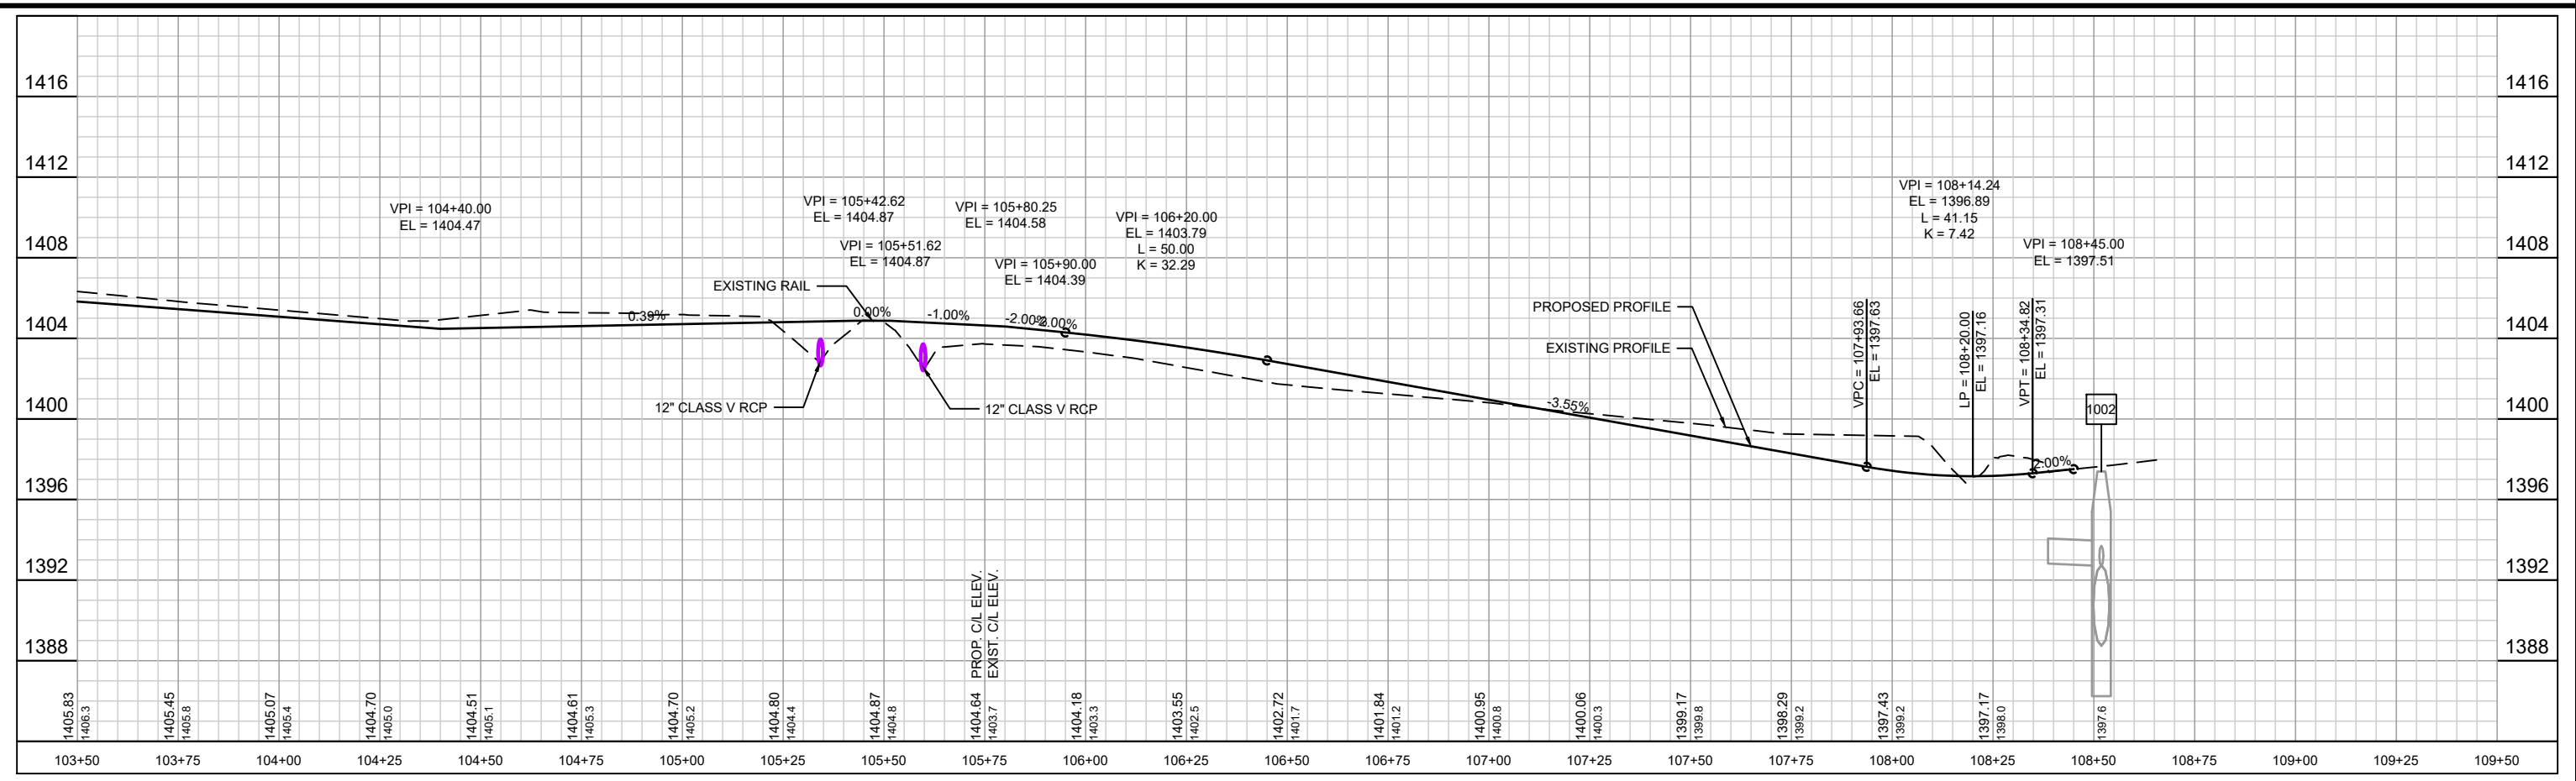 1416
1412
1408
1404
1400
1396
1392
1388
1416
1412
1408
1404
1400
1396
1392
1388
VPI = 104+40.00
EL = 1404.47
VPI = 105+42.62
EL = 1404.87
VPI = 105+51.62
EL = 1404.87
VPI = 105+80.25
EL = 1404.58
VPI = 105+90.00
EL = 1404.39
VPI = 106+20.00
EL = 1403.79
L = 50.00
K = 32.29
VPI = 108+14.24
EL = 1396.89
L = 41.15
K = 7.42
VPI = 108+45.00
EL = 1397.51
EXISTING RAIL
0.39%
0.00%
-1.00%
-2.00%
-2.00%
-3.55%
2.00%
PROPOSED PROFILE
EXISTING PROFILE
12" CLASS V RCP
12" CLASS V RCP
VPC = 107+93.66
EL = 1397.63
LP = 108+20.00
EL = 1397.16
VPT = 108+34.82
EL = 1397.31
1002
PROP. C/L ELEV.
EXIST. C/L ELEV.
1405.83
1406.3
1405.45
1405.8
1405.07
1405.4
1404.70
1405.0
1404.51
1405.1
1404.61
1405.3
1404.70
1405.2
1404.80
1404.4
1404.87
1404.8
1404.64
1403.7
1404.18
1403.3
1403.55
1402.5
1402.72
1401.7
1401.84
1401.2
1400.95
1400.8
1400.06
1400.3
1399.17
1399.8
1398.29
1399.2
1397.43
1399.2
1397.17
1398.0
1397.6
103+50
103+75
104+00
104+25
104+50
104+75
105+00
105+25
105+50
105+75
106+00
106+25
106+50
106+75
107+00
107+25
107+50
107+75
108+00
108+25
108+50
108+75
109+00
109+25
109+50